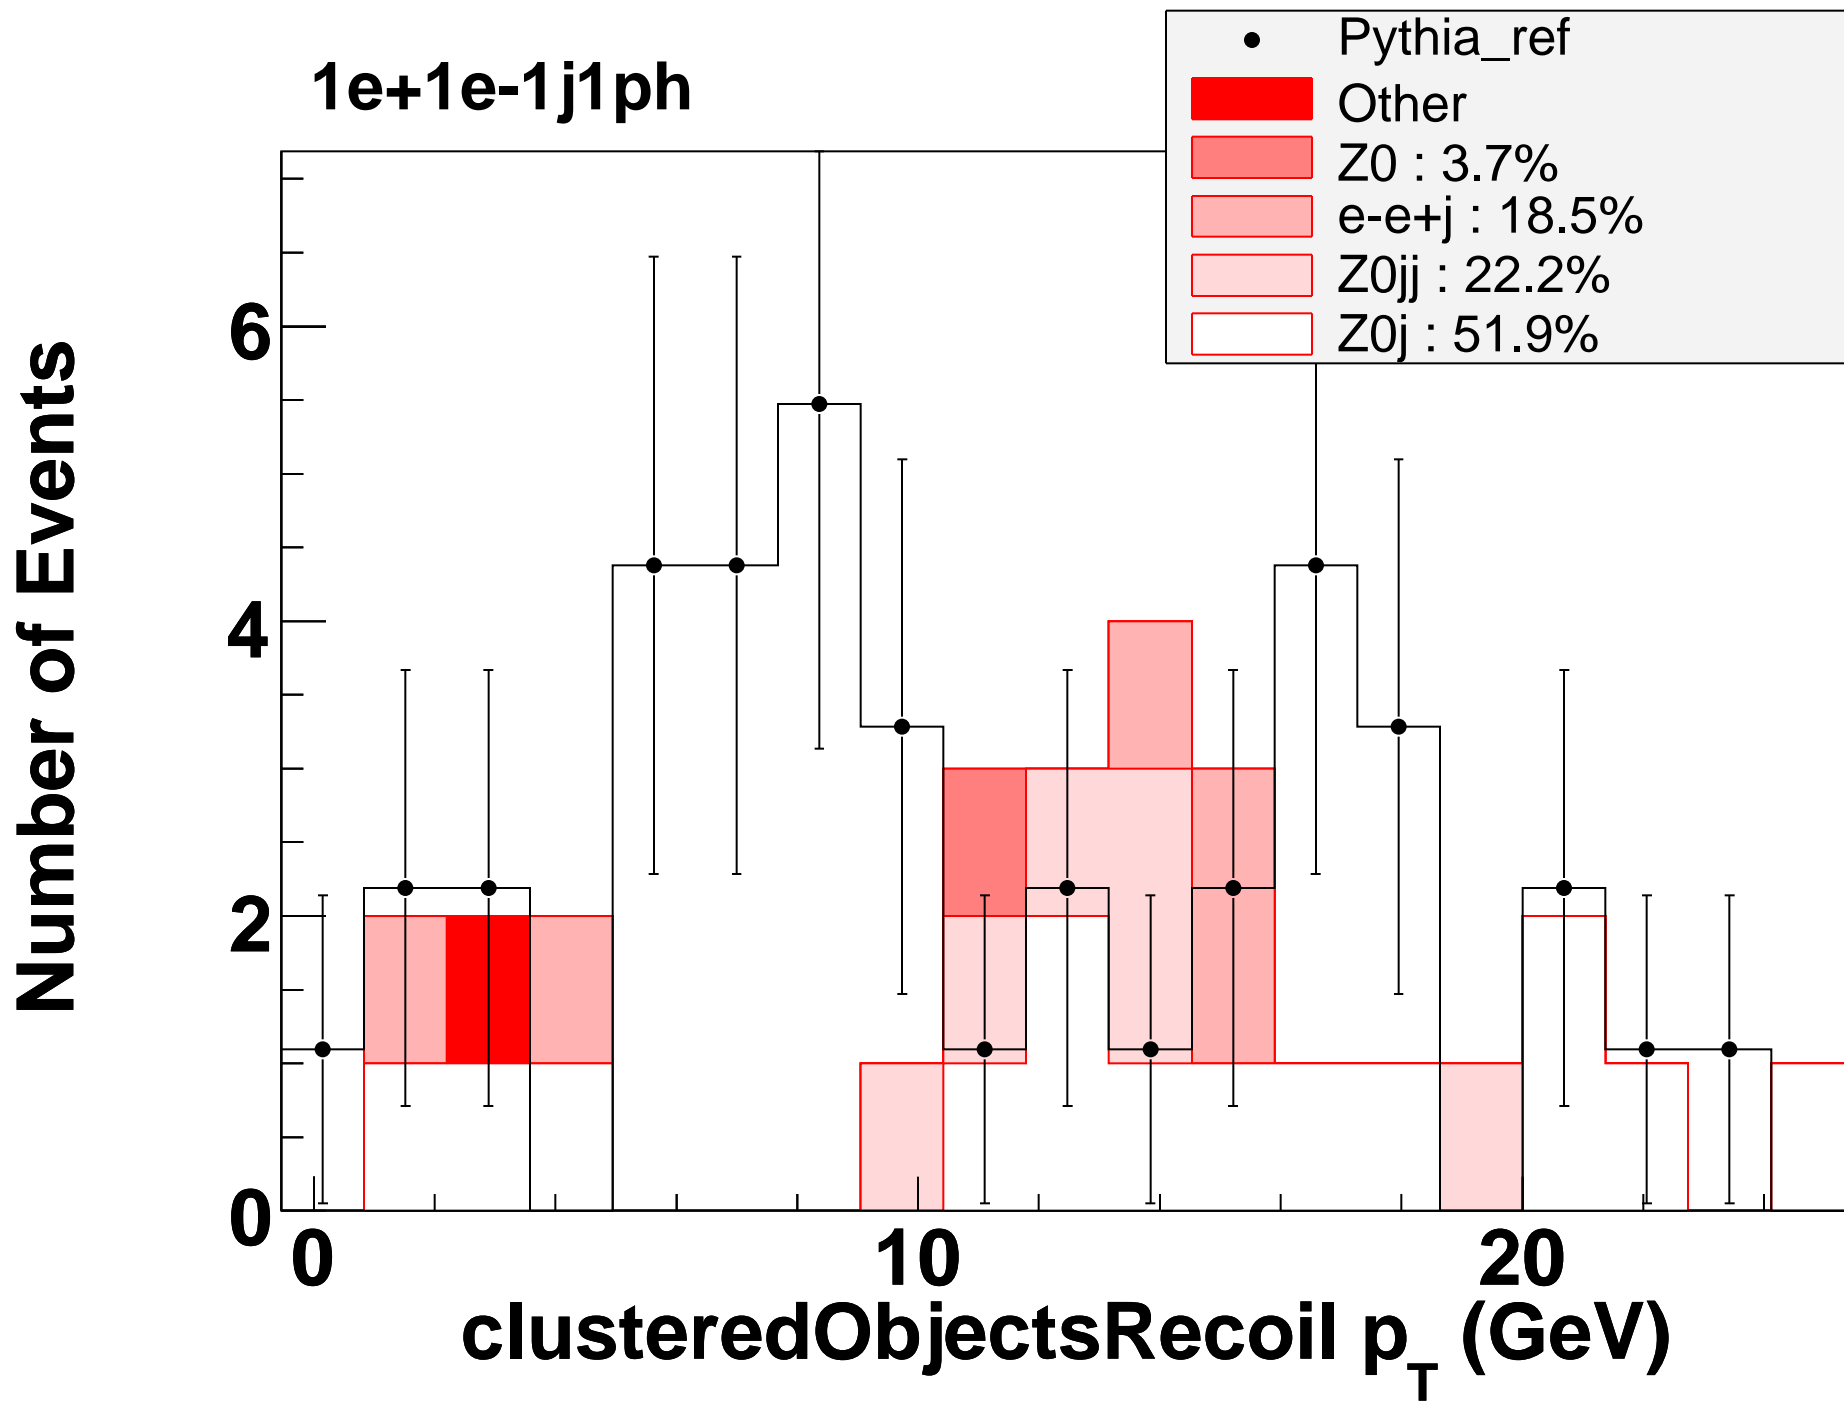 1e+1e-1j1ph
Pythia_ref
Other
Z0 : 3.7%
e-e+j : 18.5%
Z0jj : 22.2%
Z0j : 51.9%
Number of Events
6
4
2
0
0 10 20
clusteredObjectsRecoil p_T (GeV)